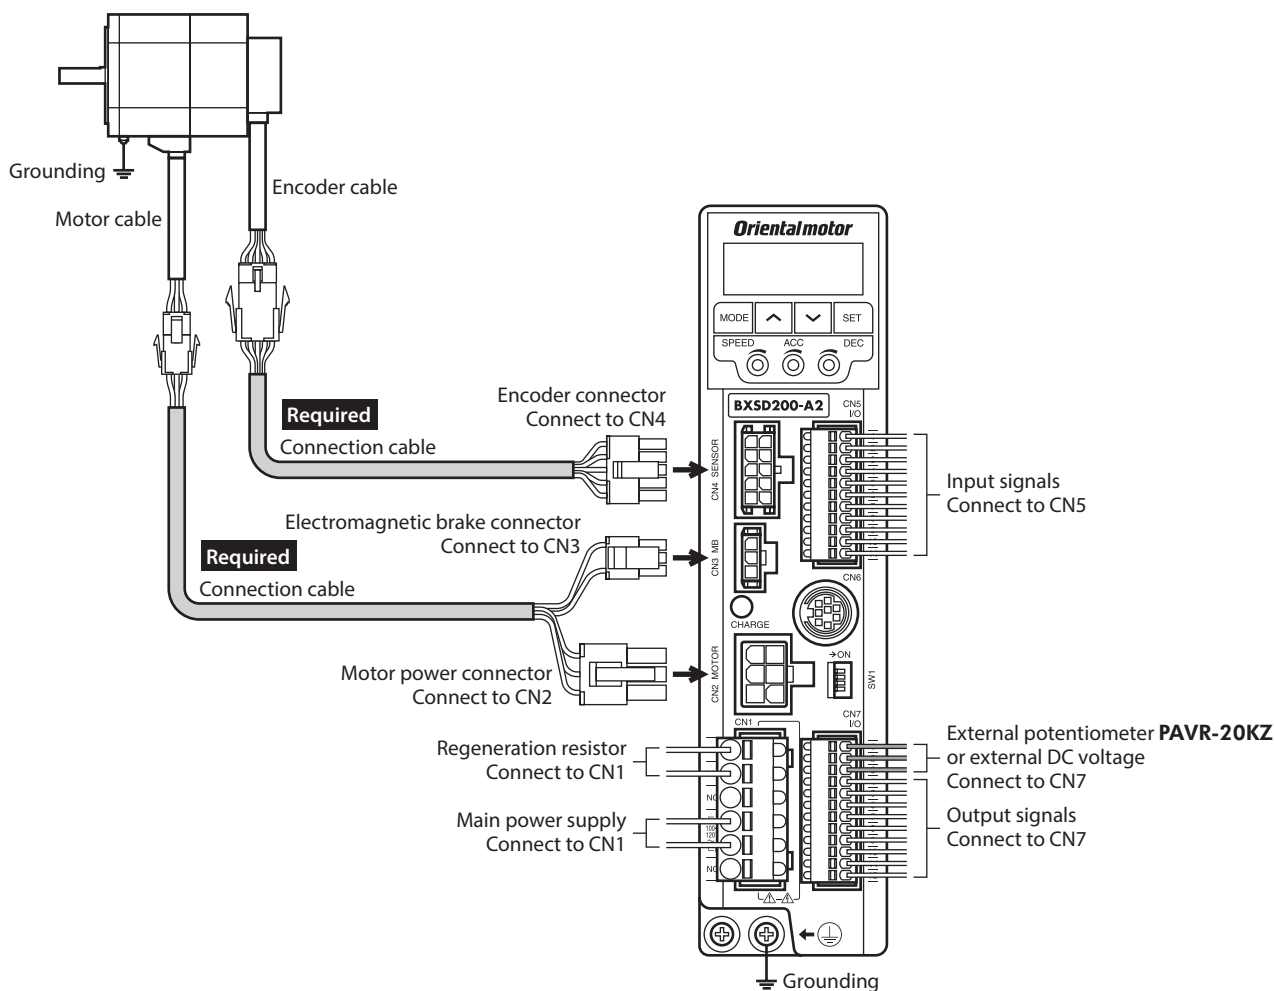 Grounding
Motor cable
Encoder cable
Orientalmotor
MODE
SET
SPEED
ACC
DEC
Encoder connector
Connect to CN4
BXSD200-A2
CN5
I/O
Required
Connection cable
CN4 SENSOR
Input signals
Connect to CN5
Electromagnetic brake connector
Connect to CN3
CN3 MB
Required
Connection cable
CN6
CHARGE
→ON
SW1
Motor power connector
Connect to CN2
CN2 MOTOR
CN7
I/O
CN1
Regeneration resistor
Connect to CN1
External potentiometer PAVR-20KZ
or external DC voltage
Connect to CN7
NC
Main power supply
Connect to CN1
Output signals
Connect to CN7
NC
Grounding